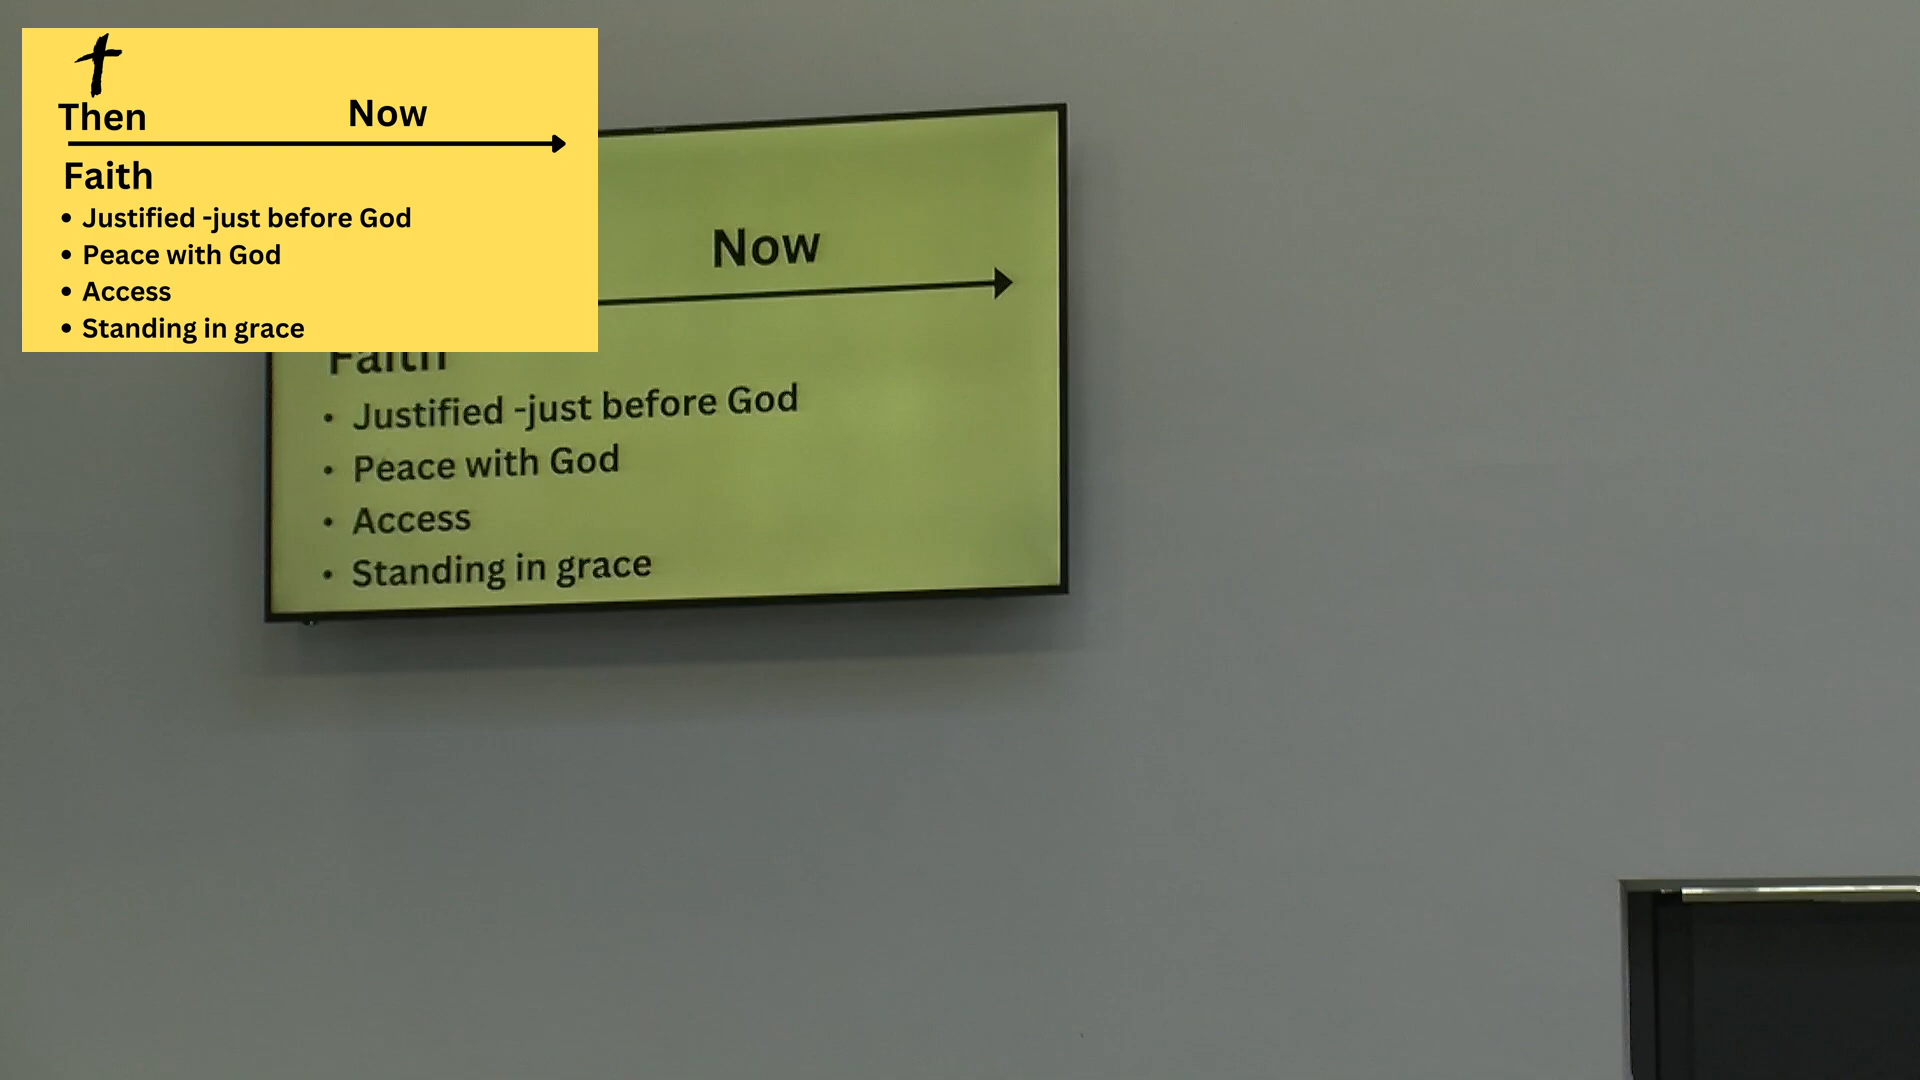 Then Now
Faith
• Justified -just before God
• Peace with God
• Access
• Standing in grace
Now
Faith
• Justified -just before God
• Peace with God
• Access
• Standing in grace